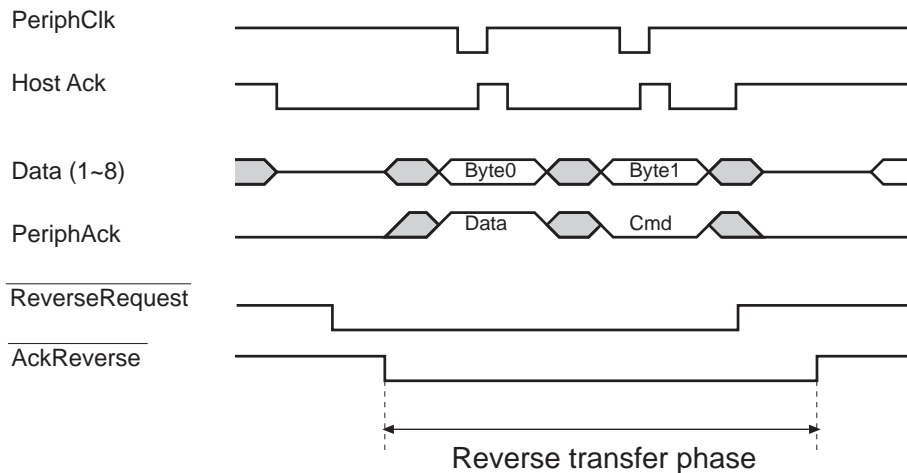 PeriphClk
Host Ack
Data (1~8)
Byte0
Byte1
PeriphAck
Data
Cmd
ReverseRequest
AckReverse
Reverse transfer phase